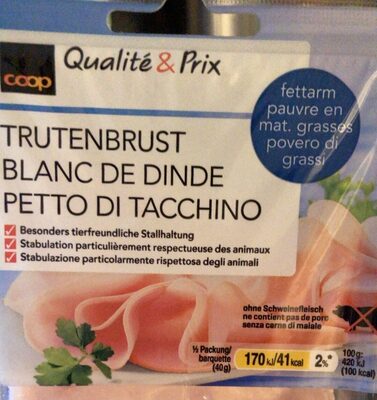 coop
Qualité & Prix
fettarm
pauvre en
mat. grasses
povero di
grassi
TRUTENBRUST
BLANC DE DINDE
PETTO DI TACCHINO
Besonders tierfreundliche Stallhaltung
Stabulation particulièrement respectueuse des animaux
Stabulazione particolarmente rispettosa degli animali
ohne Schweinefleisch
ne contient pas de porc
senza carne di maiale
½ Packung/
barquette
(40g)
170 kJ/41 kcal
2%*
100g:
420 kJ
(100 kcal)